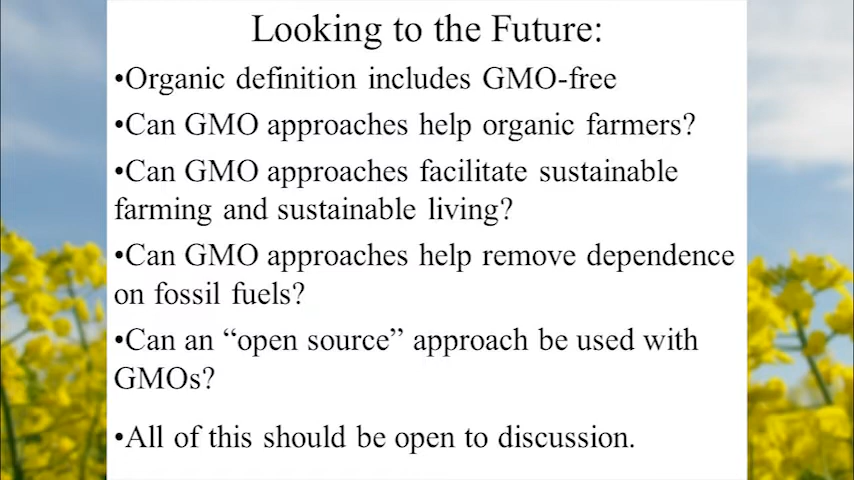 Looking to the Future:
•Organic definition includes GMO-free
•Can GMO approaches help organic farmers?
•Can GMO approaches facilitate sustainable
farming and sustainable living?
•Can GMO approaches help remove dependence
on fossil fuels?
•Can an “open source” approach be used with
GMOs?
•All of this should be open to discussion.